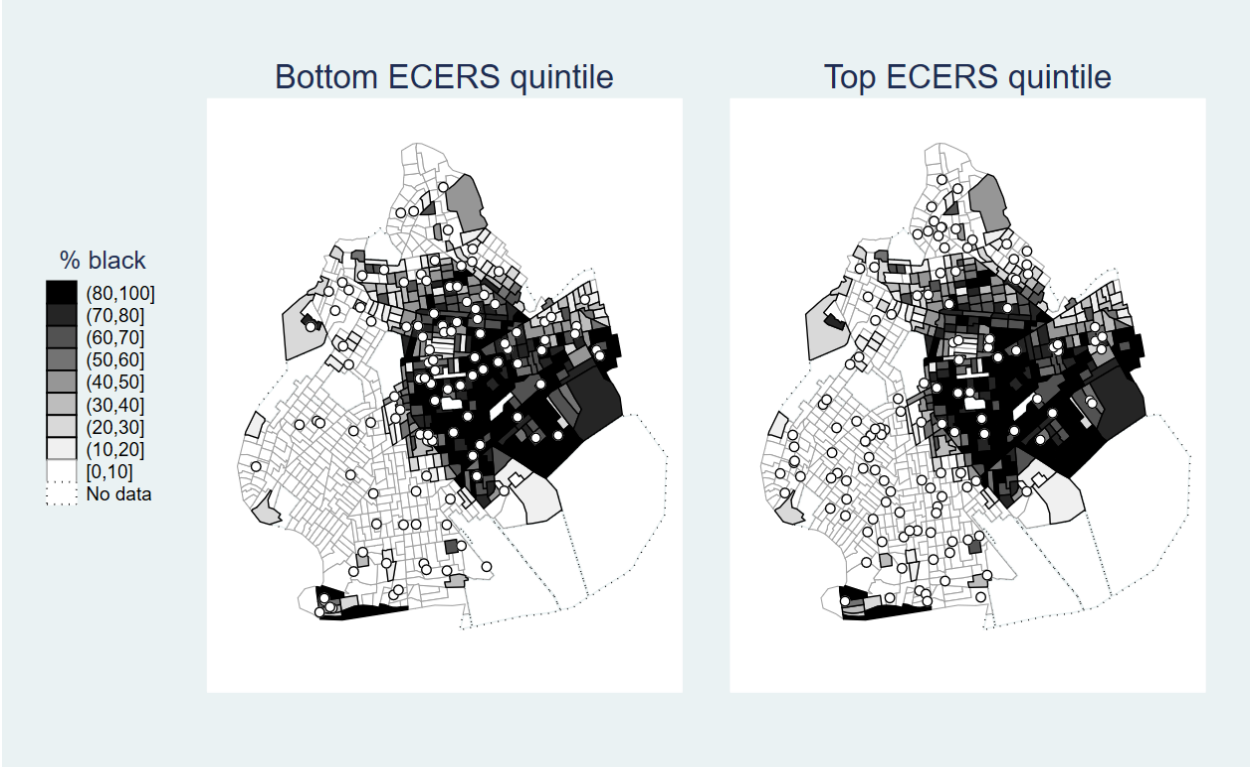 Bottom ECERS quintile
Top ECERS quintile
% black
(80,100]
(70,80]
(60,70]
(50,60]
(40,50]
(30,40]
(20,30]
(10,20]
[0,10]
No data